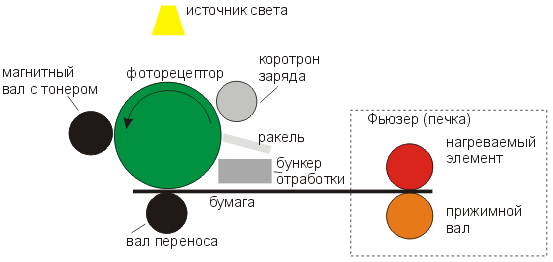 источник света
магнитный
вал с тонером
фоторецептор
коротрон
заряда
Фьюзер (печка)
ракель
нагреваемый
элемент
бункер
отработки
бумага
прижимной
вал
вал переноса